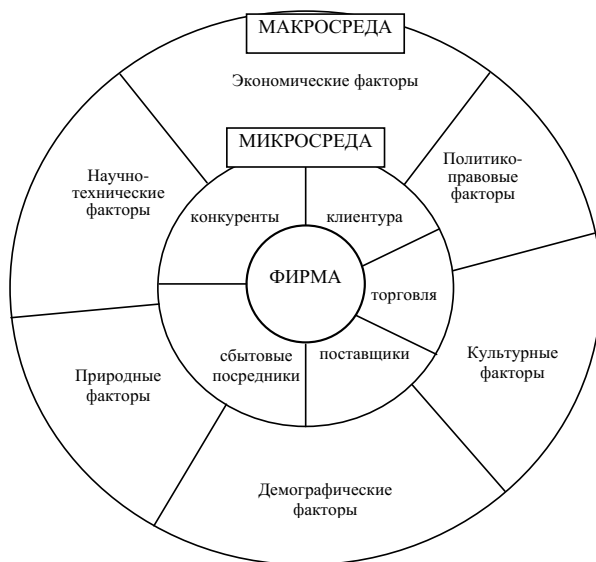 МАКРОСРЕДА
Экономические факторы
МИКРОСРЕДА
Научно-
технические
факторы
Политико-
правовые
факторы
конкуренты
клиентура
ФИРМА
торговля
сбытовые
посредники
поставщики
Природные
факторы
Культурные
факторы
Демографические
факторы